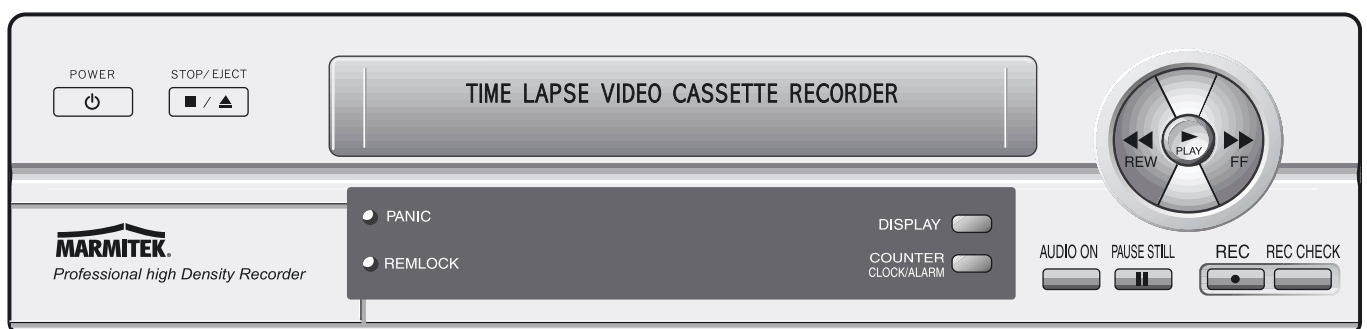 POWER
STOP/EJECT
TIME LAPSE VIDEO CASSETTE RECORDER
REW
PLAY
FF
MARMITEK.
Professional high Density Recorder
PANIC
REMLOCK
DISPLAY
COUNTER
CLOCK/ALARM
AUDIO ON
PAUSE STILL
REC
REC CHECK